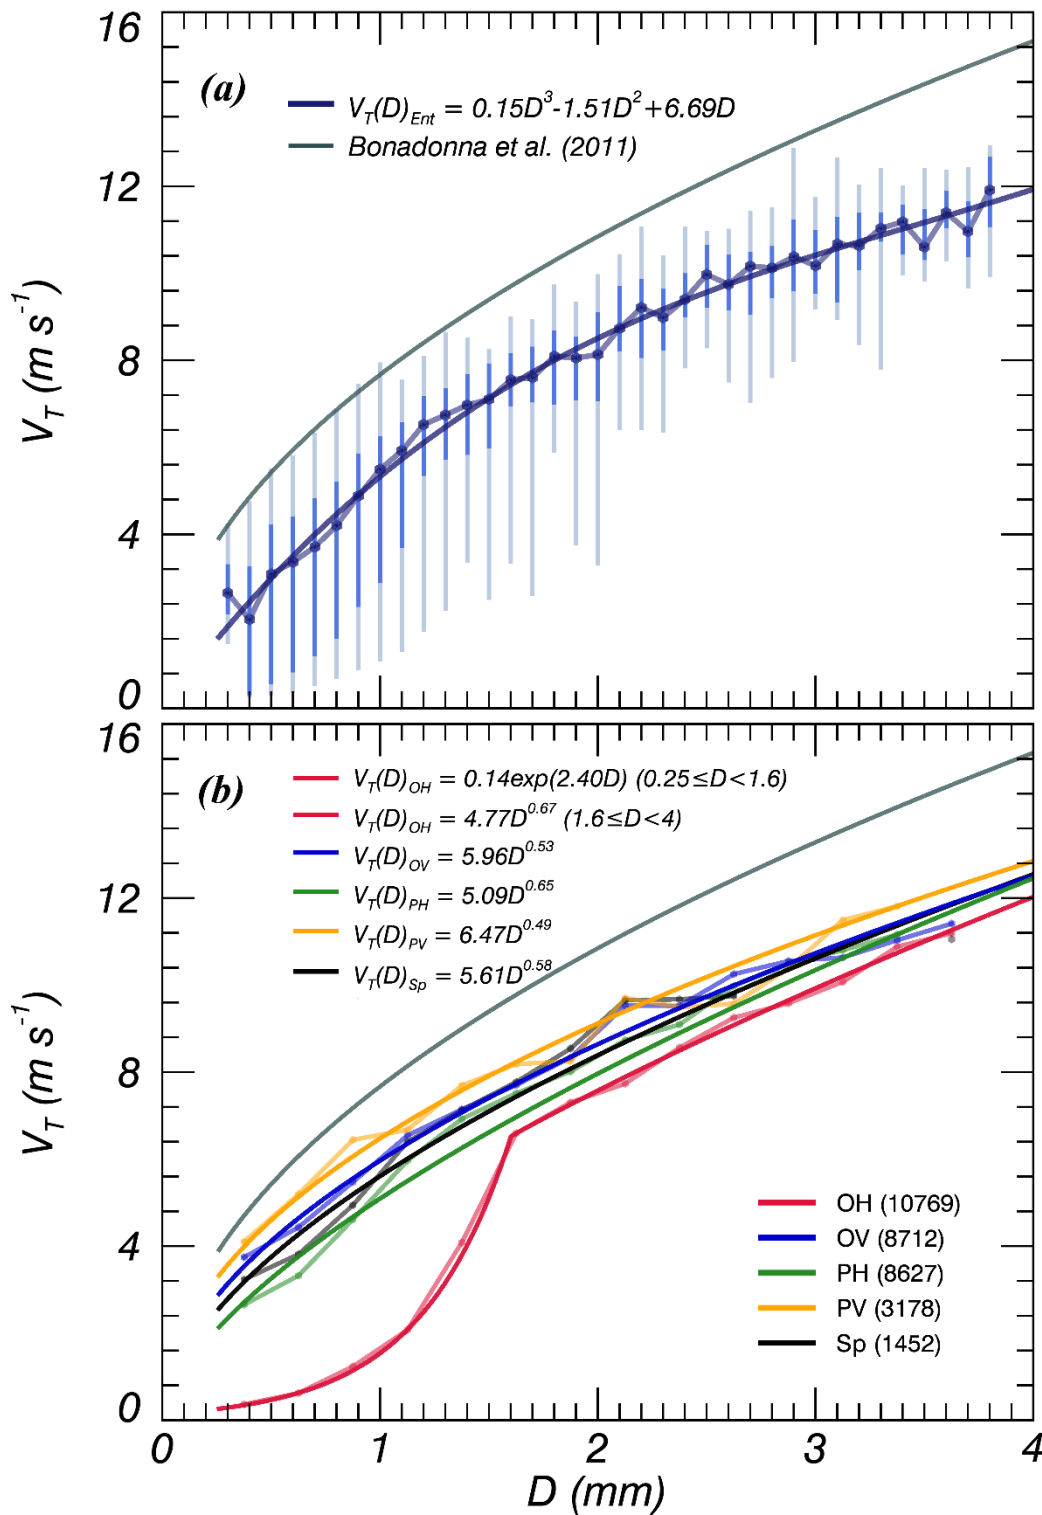 16
(a)
V_T(D)_Ent = 0.15D^3-1.51D^2+6.69D
Bonadonna et al. (2011)
12
V_T (m s^-1)
8
4
0
16
(b)
V_T(D)_OH = 0.14exp(2.40D) (0.25≤D<1.6)
V_T(D)_OH = 4.77D^0.67 (1.6≤D<4)
V_T(D)_OV = 5.96D^0.53
V_T(D)_PH = 5.09D^0.65
V_T(D)_PV = 6.47D^0.49
V_T(D)_Sp = 5.61D^0.58
12
V_T (m s^-1)
8
4
0
OH (10769)
OV (8712)
PH (8627)
PV (3178)
Sp (1452)
0 1 2 3 4
D (mm)